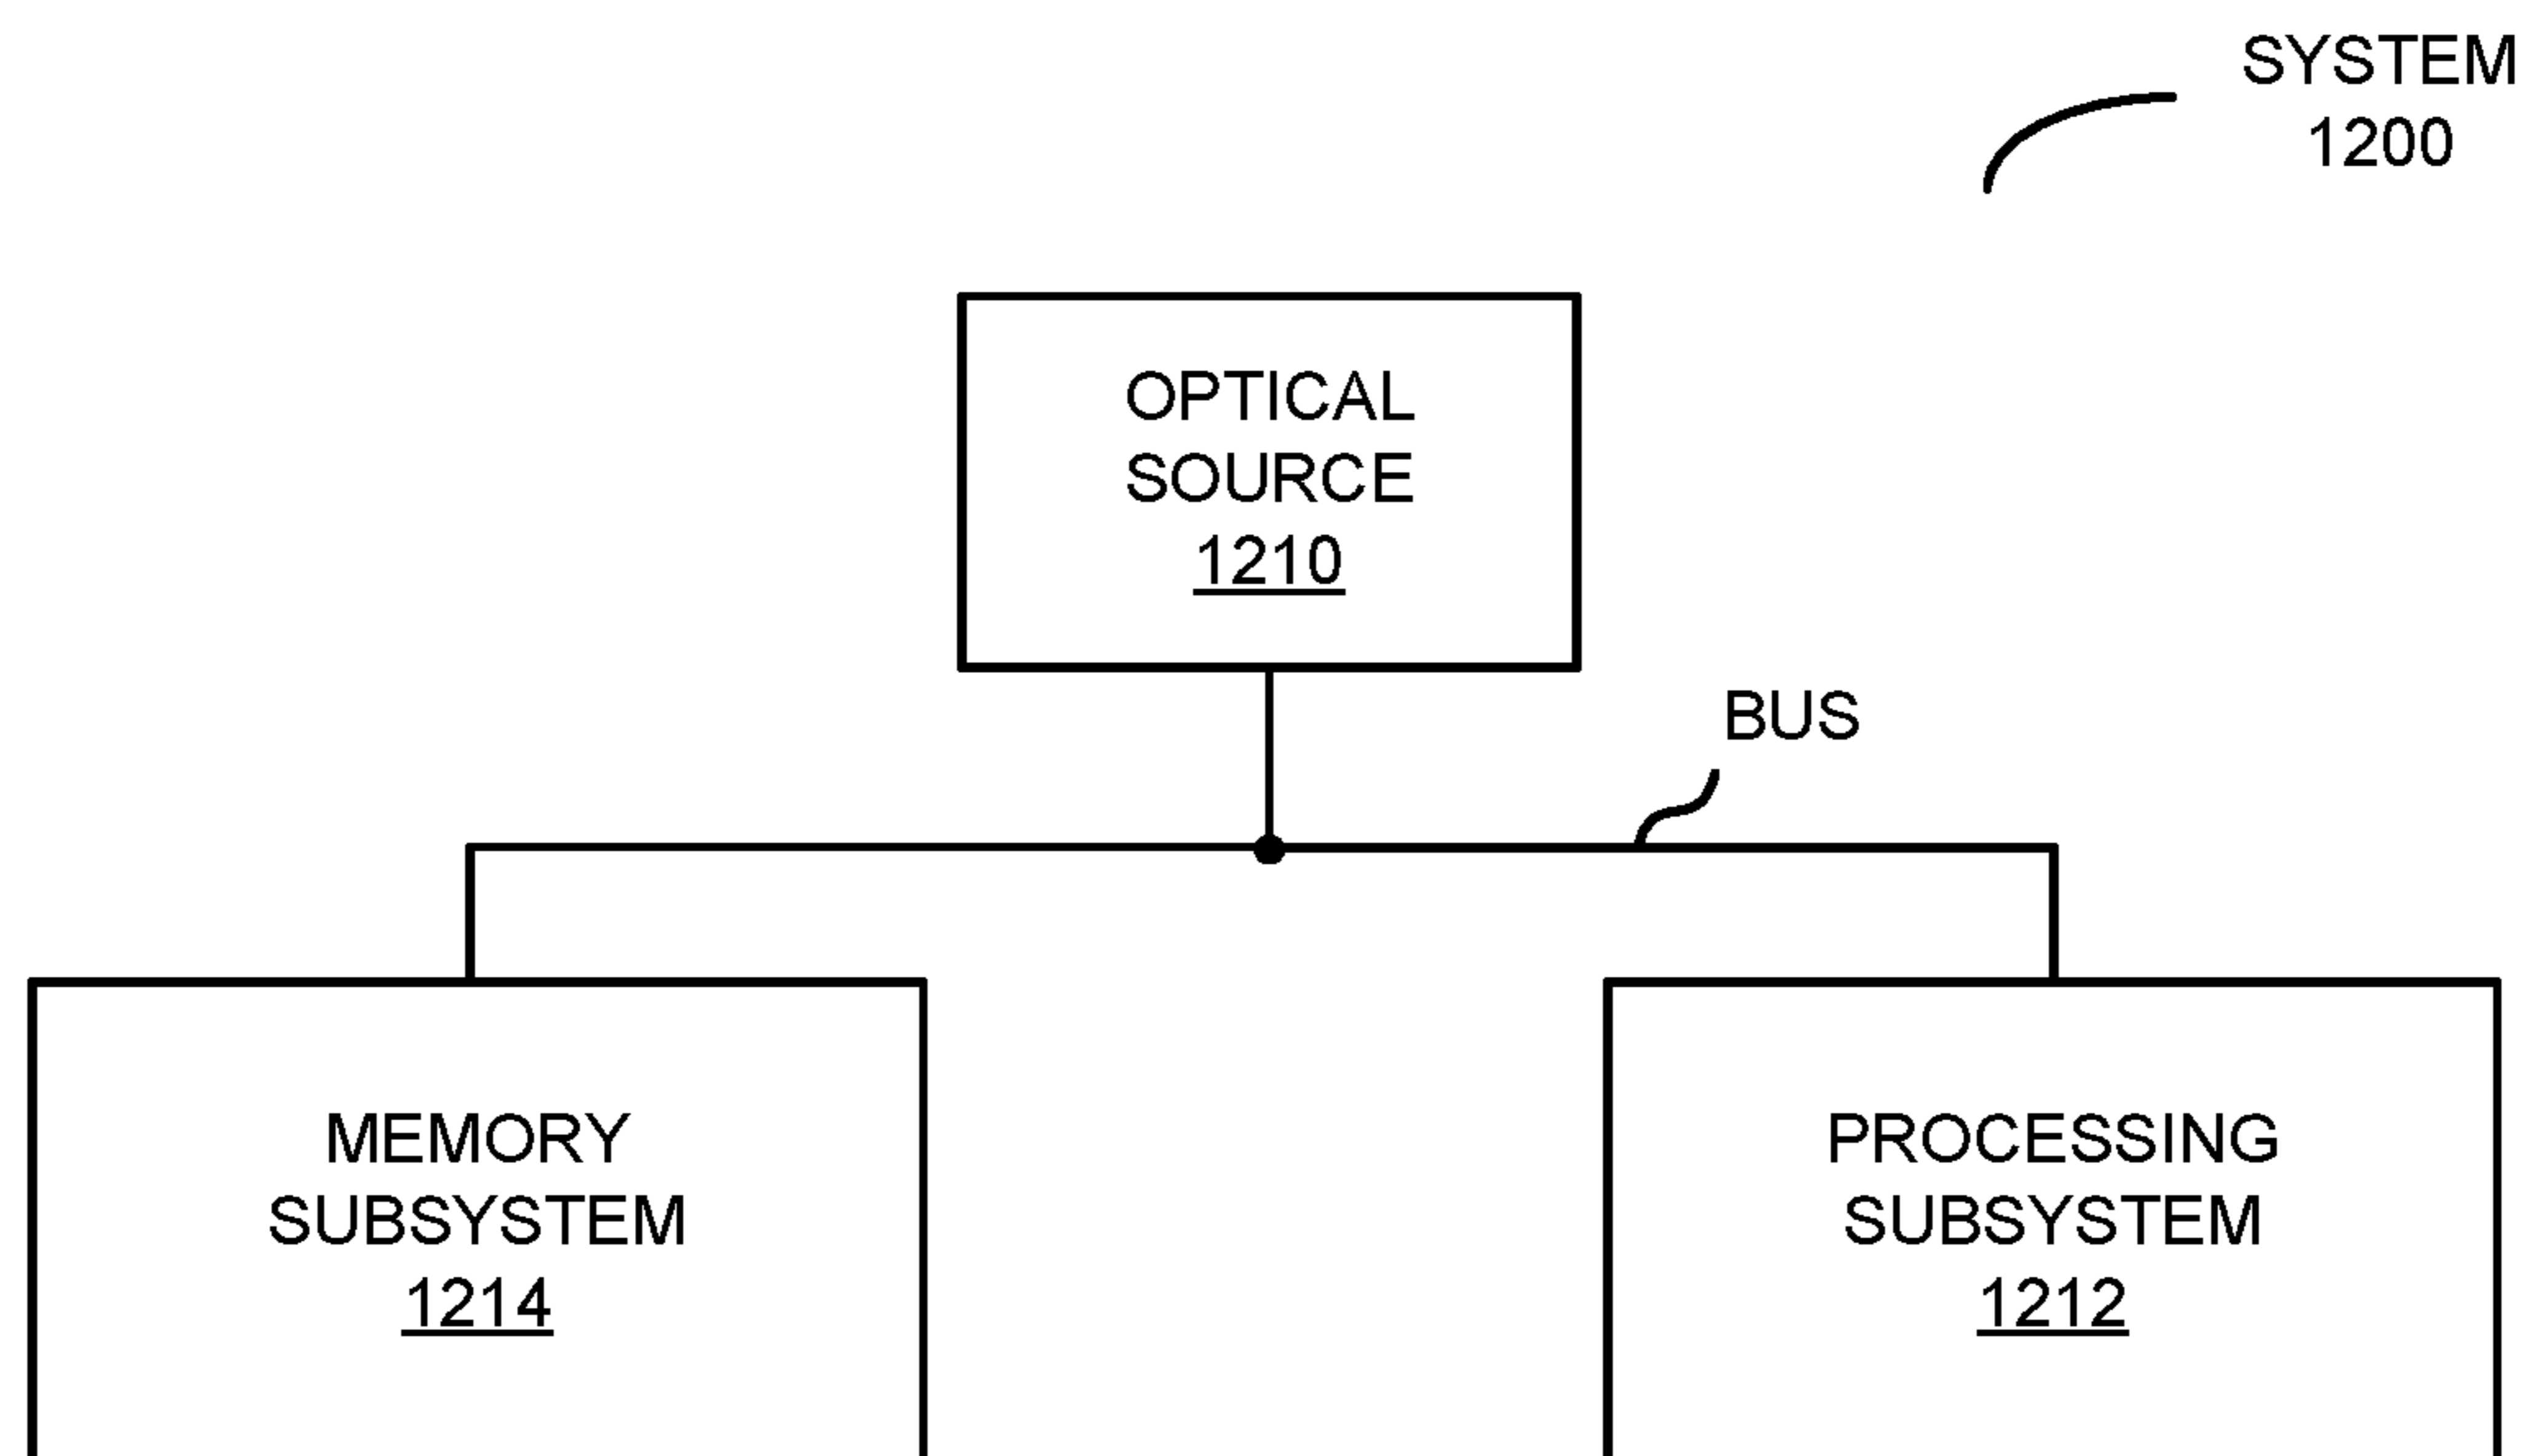 SYSTEM
1200
OPTICAL
SOURCE
1210
BUS
MEMORY
SUBSYSTEM
1214
PROCESSING
SUBSYSTEM
1212